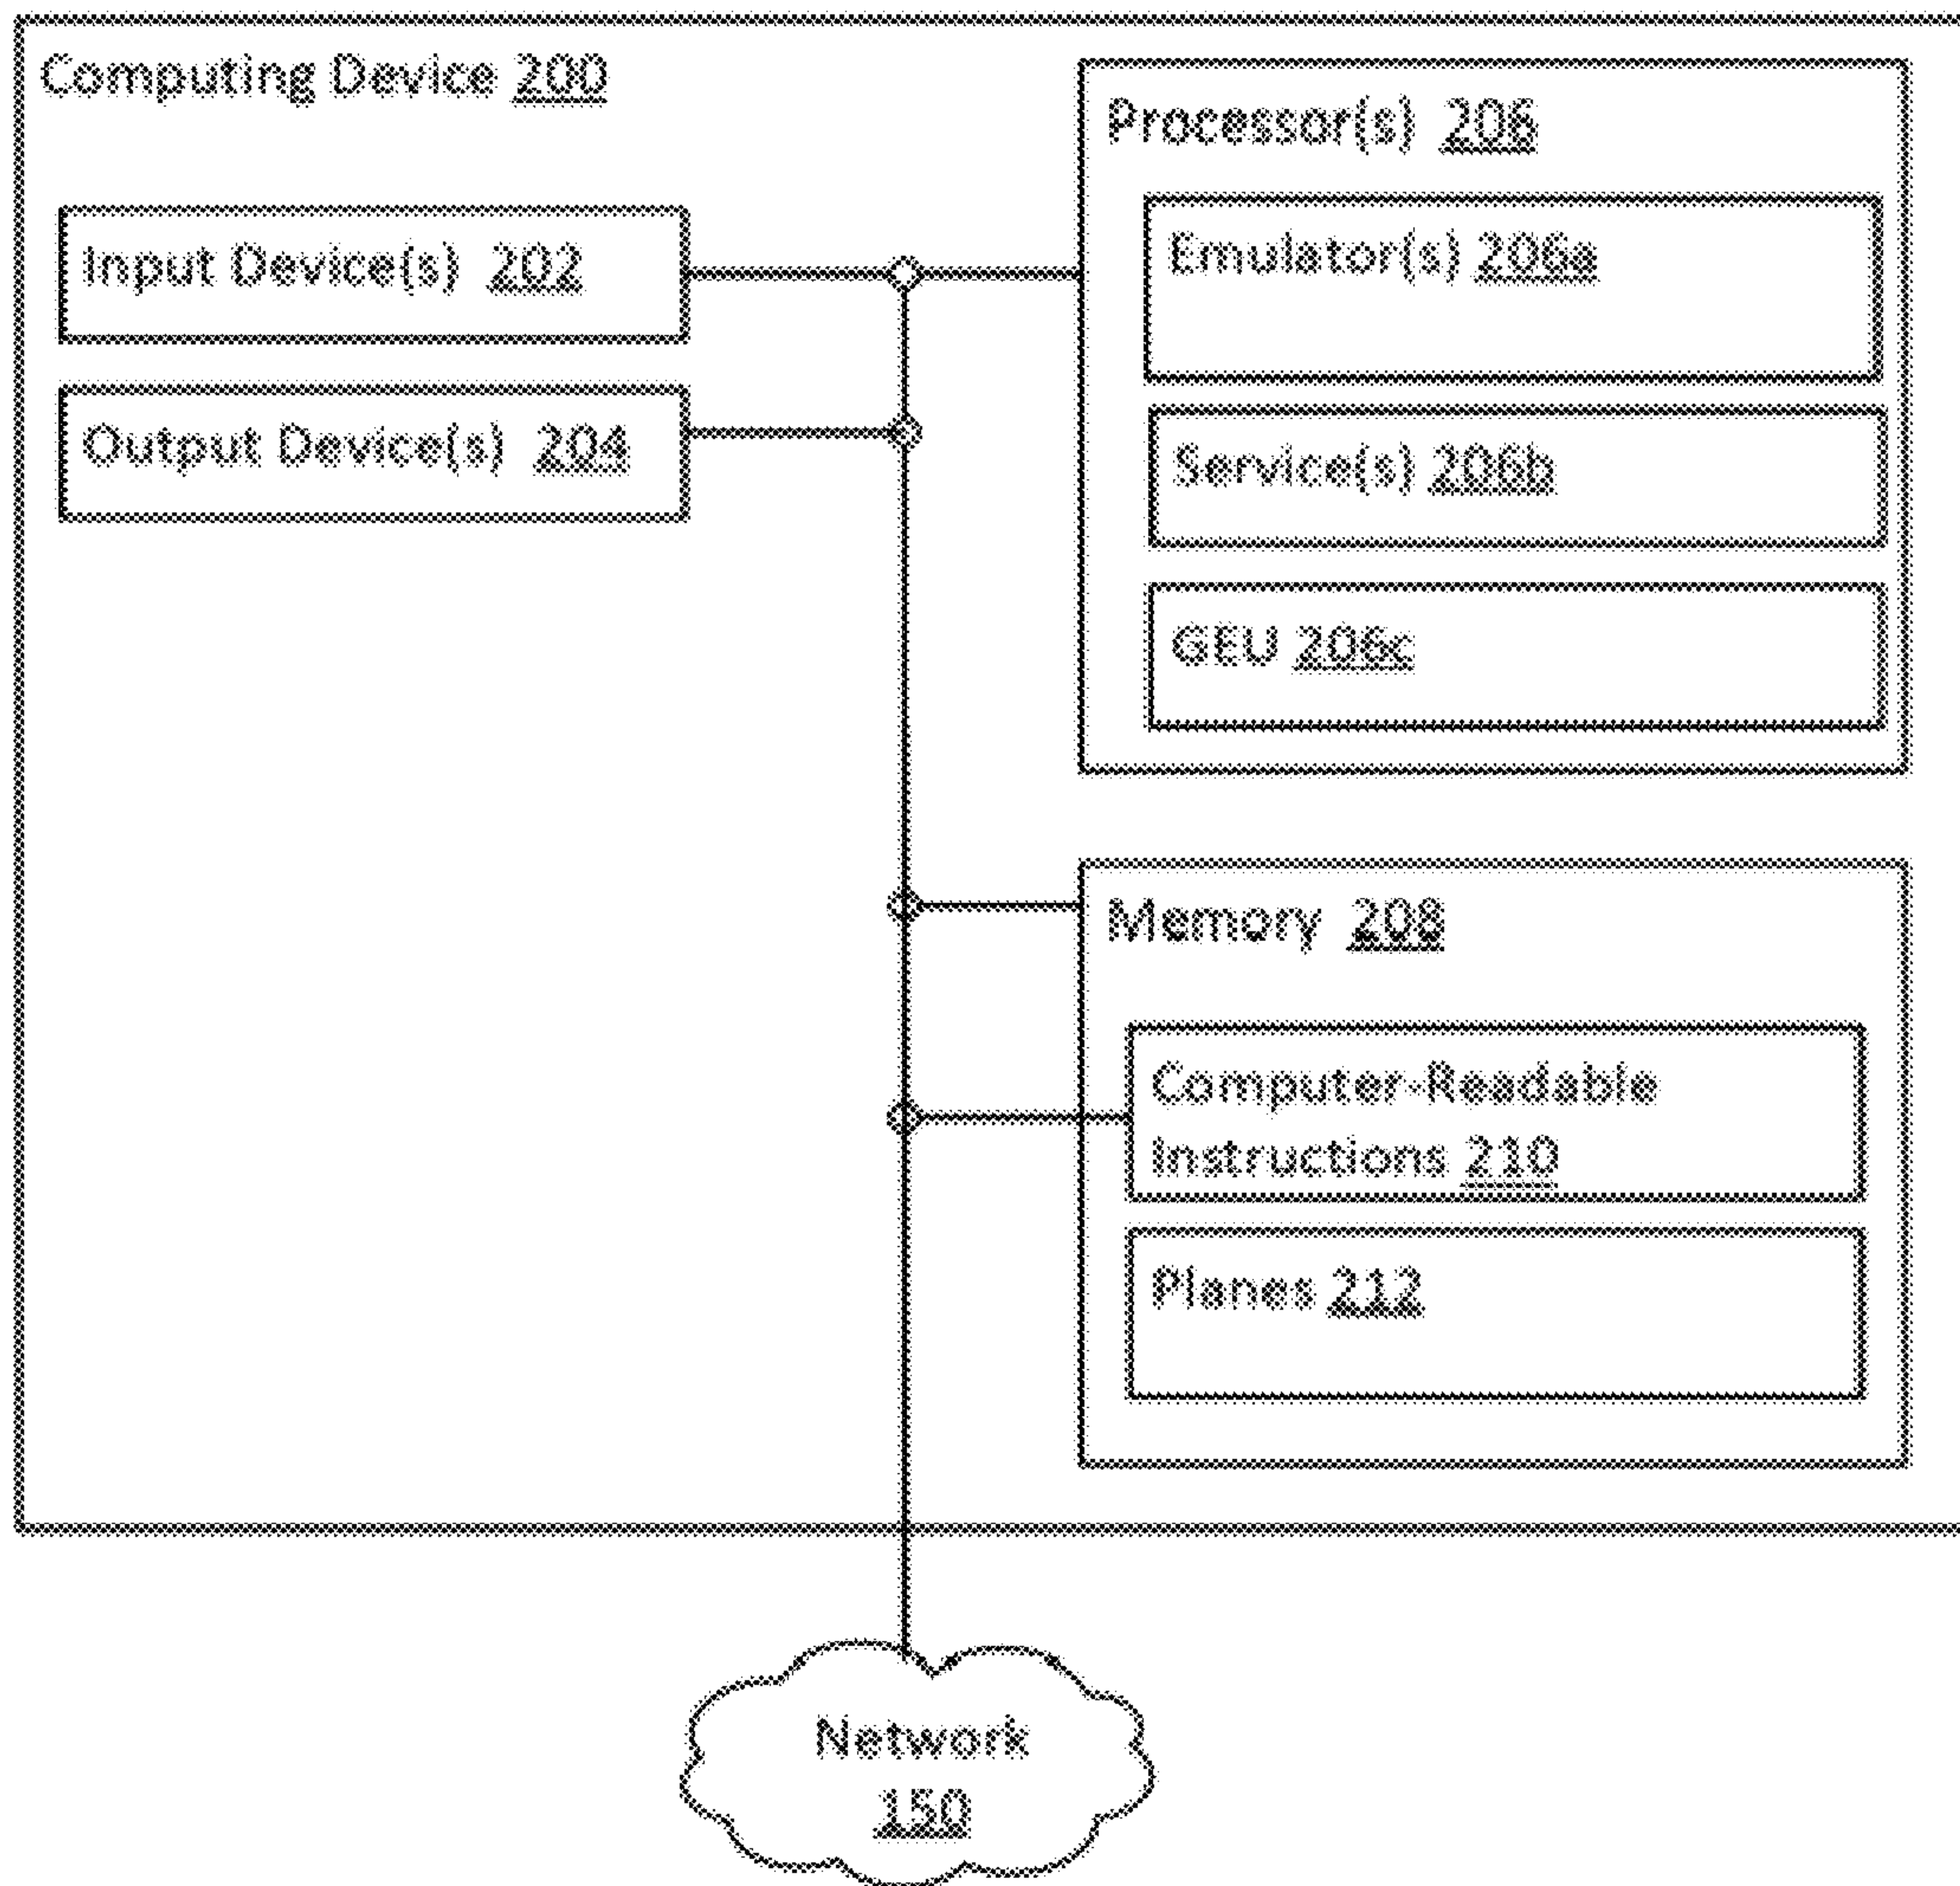 Computing Device 200
Processor(s) 206
Input Device(s) 202
Emulator(s) 206a
Output Device(s) 204
Service(s) 206b
GEU 206c
Memory 208
Computer-Readable
Instructions 210
Planes 212
Network
150